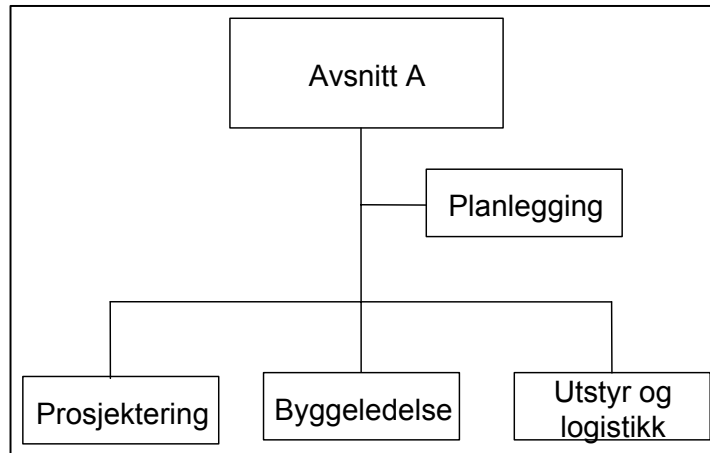 Avsnitt A
Planlegging
Prosjektering
Byggeledelse
Utstyr og
logistikk